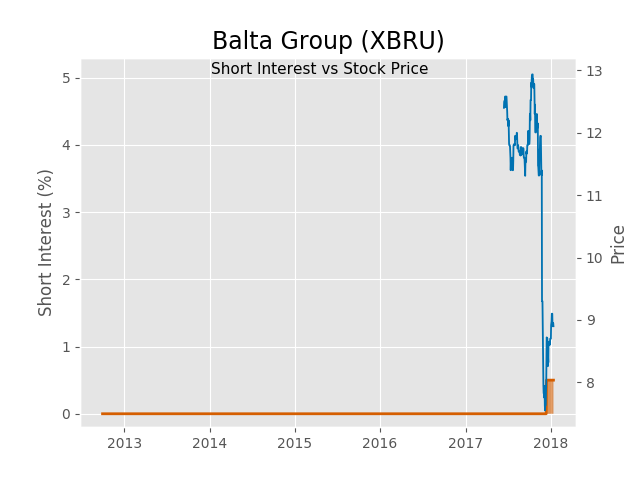 Balta Group (XBRU)
Short Interest vs Stock Price
Short Interest (%)
5
4
3
2
1
0
13
12
11
10
9
8
Price
2013 2014 2015 2016 2017 2018